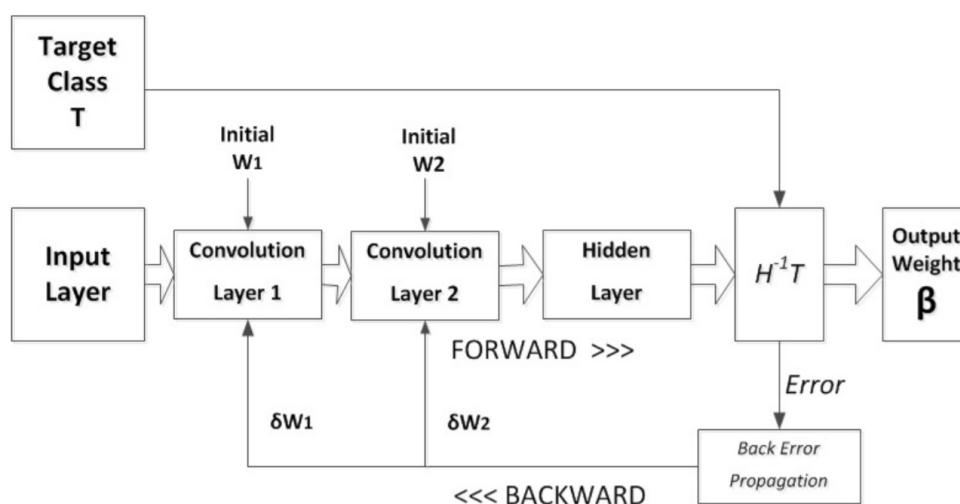 Target
Class
T
Initial
W1
Initial
W2
Input
Layer
Convolution
Layer 1
Convolution
Layer 2
Hidden
Layer
H⁻¹T
Output
Weight
β
FORWARD >>>
Error
δW1
δW2
Back Error
Propagation
<<< BACKWARD